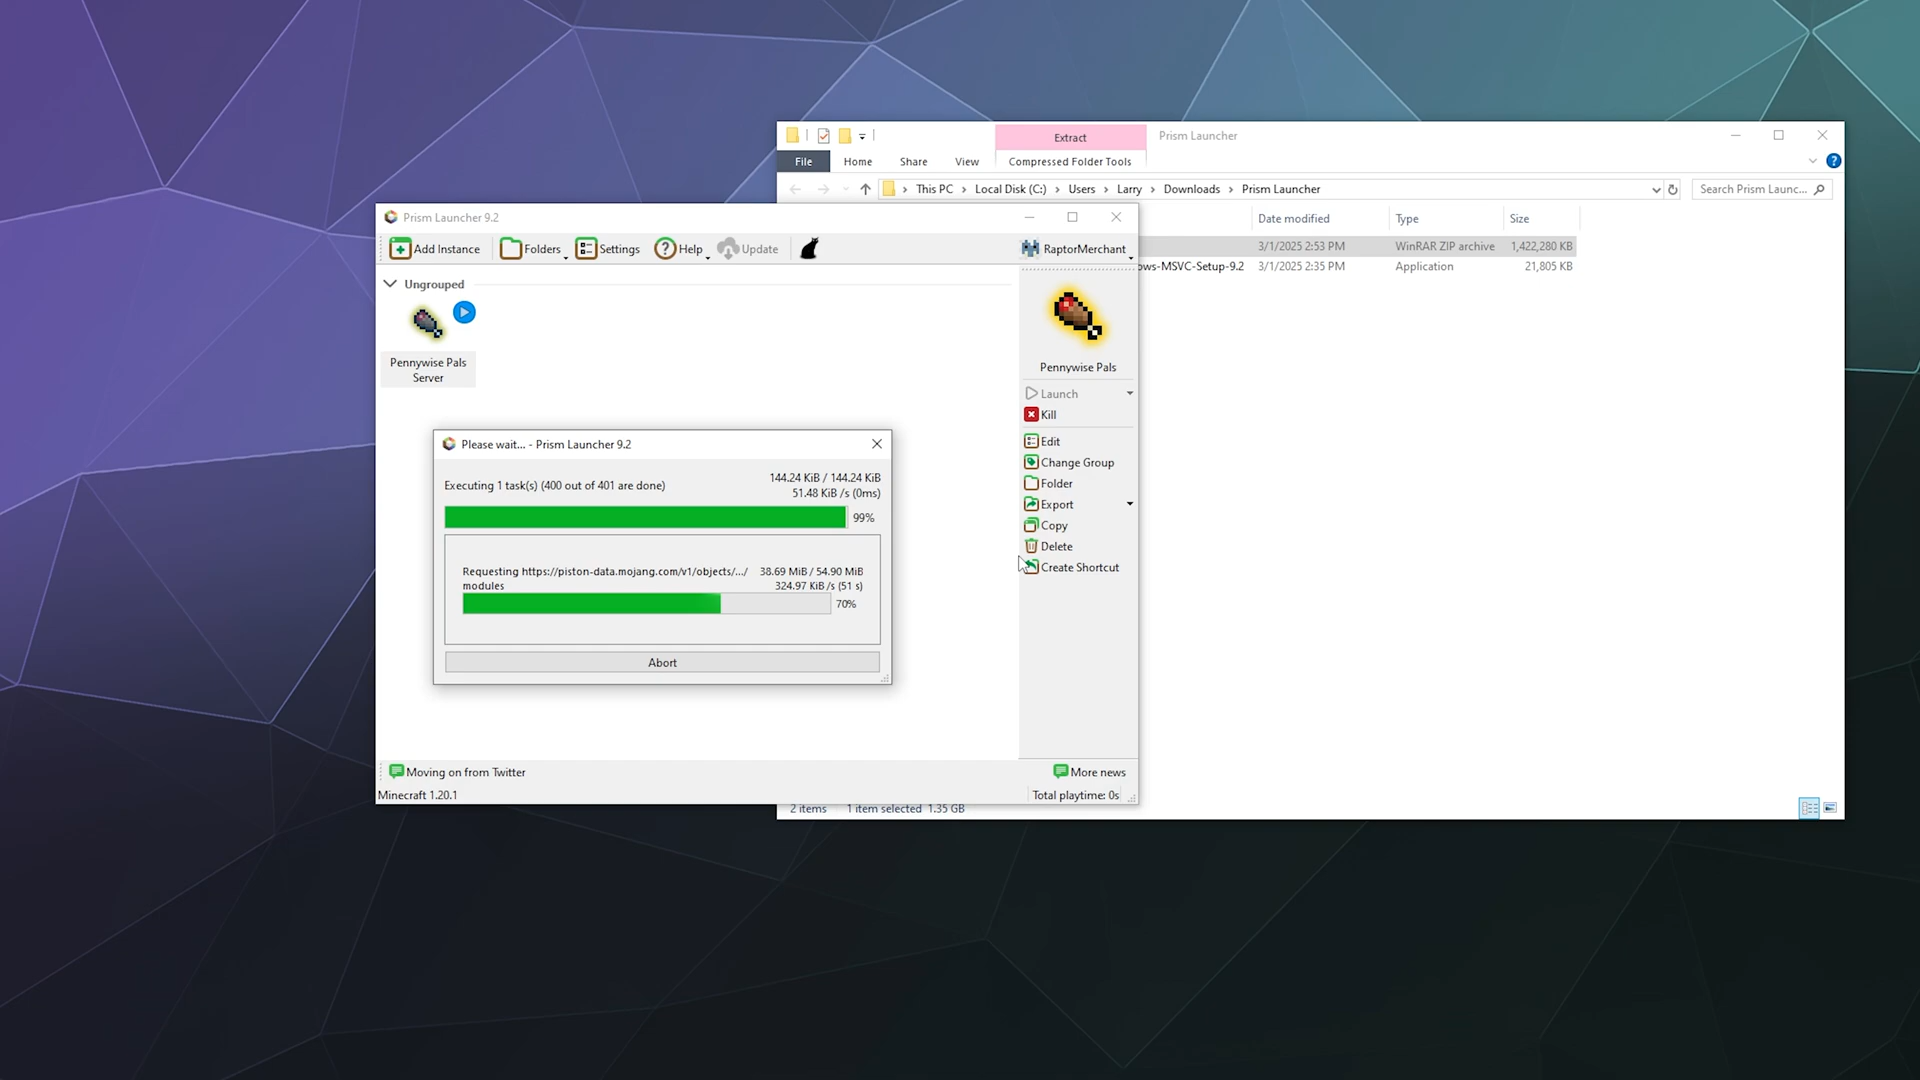 Extract
Prism Launcher
File
Home
Share
View
Compressed Folder Tools
This PC
Local Disk (C:)
Users
Larry
Downloads
Prism Launcher
Search Prism Launc...
Date modified
Type
Size
3/1/2025 2:53 PM
WinRAR ZIP archive
1,422,280 KB
ows-MSVC-Setup-9.2
3/1/2025 2:35 PM
Application
21,805 KB
2 items
1 item selected 1.35 GB
Prism Launcher 9.2
Add Instance
Folders
Settings
Help
Update
RaptorMerchant
Ungrouped
Pennywise Pals
Server
Pennywise Pals
Launch
Kill
Edit
Change Group
Folder
Export
Copy
Delete
Create Shortcut
Please wait... - Prism Launcher 9.2
Executing 1 task(s) (400 out of 401 are done)
144.24 KiB / 144.24 KiB
51.48 KiB /s (0ms)
99%
Requesting https://piston-data.mojang.com/v1/objects/.../
modules
38.69 MiB / 54.90 MiB
324.97 KiB /s (51 s)
70%
Abort
Moving on from Twitter
More news
Minecraft 1.20.1
Total playtime: 0s